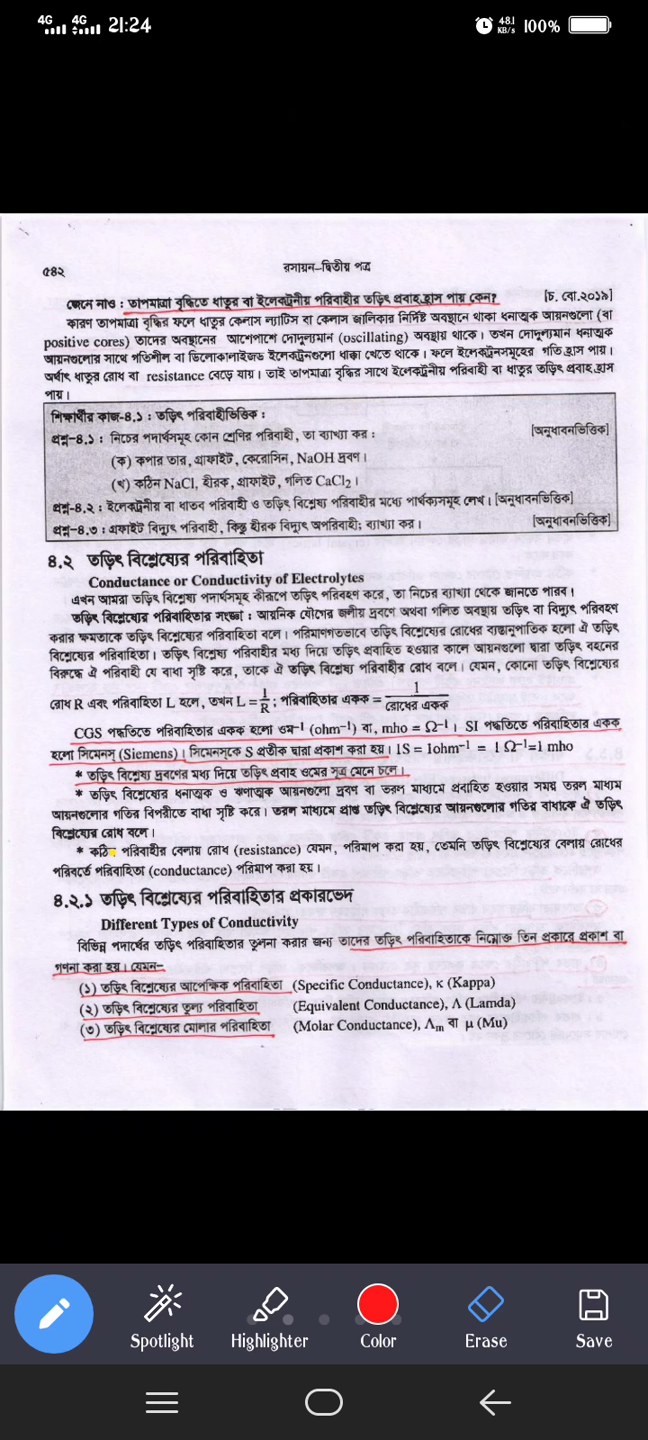 4G 4G 21:24 48.1 KB/s 100%
৫৪২ রসায়ন–দ্বিতীয় পত্র
জেনে নাও : তাপমাত্রা বৃদ্ধিতে ধাতুর বা ইলেকট্রনীয় পরিবাহীর তড়িৎ প্রবাহ হ্রাস পায় কেন? [চ. বো.২০১৯]
কারণ তাপমাত্রা বৃদ্ধির ফলে ধাতুর কেলাস ল্যাটিস বা কেলাস জালিকার নির্দিষ্ট অবস্থানে থাকা ধনাত্মক আয়নগুলো (বা
positive cores) তাদের অবস্থানের আশেপাশে দোদুল্যমান (oscillating) অবস্থায় থাকে। তখন দোদুল্যমান ধনাত্মক
আয়নগুলোর সাথে গতিশীল বা ডিলোকালাইজড ইলেকট্রনগুলো ধাক্কা খেতে থাকে। ফলে ইলেকট্রনসমূহের গতি হ্রাস পায়।
অর্থাৎ ধাতুর রোধ বা resistance বেড়ে যায়। তাই তাপমাত্রা বৃদ্ধির সাথে ইলেকট্রনীয় পরিবাহী বা ধাতুর তড়িৎ প্রবাহ হ্রাস
পায়।
শিক্ষার্থীর কাজ-৪.১ : তড়িৎ পরিবাহীভিত্তিক :
প্রশ্ন-৪.১ : নিচের পদার্থসমূহ কোন শ্রেণির পরিবাহী, তা ব্যাখ্যা কর : [অনুধাবনভিত্তিক]
(ক) কপার তার, গ্রাফাইট, কেরোসিন, NaOH দ্রবণ।
(খ) কঠিন NaCl, হীরক, গ্রাফাইট, গলিত CaCl₂।
প্রশ্ন-৪.২ : ইলেকট্রনীয় বা ধাতব পরিবাহী ও তড়িৎ বিশ্লেষ্য পরিবাহীর মধ্যে পার্থক্যসমূহ লেখ। [অনুধাবনভিত্তিক]
প্রশ্ন-৪.৩ : গ্রাফাইট বিদ্যুৎ পরিবাহী, কিন্তু হীরক বিদ্যুৎ অপরিবাহী; ব্যাখ্যা কর। [অনুধাবনভিত্তিক]
৪.২ তড়িৎ বিশ্লেষ্যের পরিবাহিতা
Conductance or Conductivity of Electrolytes
এখন আমরা তড়িৎ বিশ্লেষ্য পদার্থসমূহ কীরূপে তড়িৎ পরিবহণ করে, তা নিচের ব্যাখ্যা থেকে জানতে পারব।
তড়িৎ বিশ্লেষ্যের পরিবাহিতার সংজ্ঞা : আয়নিক যৌগের জলীয় দ্রবণে অথবা গলিত অবস্থায় তড়িৎ বা বিদ্যুৎ পরিবহণ
করার ক্ষমতাকে তড়িৎ বিশ্লেষ্যের পরিবাহিতা বলে। পরিমাণগতভাবে তড়িৎ বিশ্লেষ্যের রোধের ব্যস্তানুপাতিক হলো ঐ তড়িৎ
বিশ্লেষ্যের পরিবাহিতা। তড়িৎ বিশ্লেষ্য পরিবাহীর মধ্য দিয়ে তড়িৎ প্রবাহিত হওয়ার কালে আয়নগুলো দ্বারা তড়িৎ বহনের
বিরুদ্ধে ঐ পরিবাহী যে বাধা সৃষ্টি করে, তাকে ঐ তড়িৎ বিশ্লেষ্য পরিবাহীর রোধ বলে। যেমন, কোনো তড়িৎ বিশ্লেষ্যের
রোধ R এবং পরিবাহিতা L হলে, তখন L = 1/R ; পরিবাহিতার একক = 1/রোধের একক
CGS পদ্ধতিতে পরিবাহিতার একক হলো ওম⁻¹ (ohm⁻¹) বা, mho = Ω⁻¹। SI পদ্ধতিতে পরিবাহিতার একক
হলো সিমেনস্ (Siemens)। সিমেনস্‌কে S প্রতীক দ্বারা প্রকাশ করা হয়। 1S = 1ohm⁻¹ = 1 Ω⁻¹=1 mho
* তড়িৎ বিশ্লেষ্য দ্রবণের মধ্য দিয়ে তড়িৎ প্রবাহ ওমের সূত্র মেনে চলে।
* তড়িৎ বিশ্লেষ্যের ধনাত্মক ও ঋণাত্মক আয়নগুলো দ্রবণ বা তরল মাধ্যমে প্রবাহিত হওয়ার সময় তরল মাধ্যম
আয়নগুলোর গতির বিপরীতে বাধা সৃষ্টি করে। তরল মাধ্যমে প্রাপ্ত তড়িৎ বিশ্লেষ্যের আয়নগুলোর গতির বাধাকে ঐ তড়িৎ
বিশ্লেষ্যের রোধ বলে।
* কঠিন পরিবাহীর বেলায় রোধ (resistance) যেমন, পরিমাপ করা হয়, তেমনি তড়িৎ বিশ্লেষ্যের বেলায় রোধের
পরিবর্তে পরিবাহিতা (conductance) পরিমাপ করা হয়।
৪.২.১ তড়িৎ বিশ্লেষ্যের পরিবাহিতার প্রকারভেদ
Different Types of Conductivity
বিভিন্ন পদার্থের তড়িৎ পরিবাহিতার তুলনা করার জন্য তাদের তড়িৎ পরিবাহিতাকে নিম্নোক্ত তিন প্রকারে প্রকাশ বা
গণনা করা হয়। যেমন–
(১) তড়িৎ বিশ্লেষ্যের আপেক্ষিক পরিবাহিতা (Specific Conductance), κ (Kappa)
(২) তড়িৎ বিশ্লেষ্যের তুল্য পরিবাহিতা (Equivalent Conductance), Λ (Lamda)
(৩) তড়িৎ বিশ্লেষ্যের মোলার পরিবাহিতা (Molar Conductance), Λₘ বা μ (Mu)
Spotlight Highlighter Color Erase Save